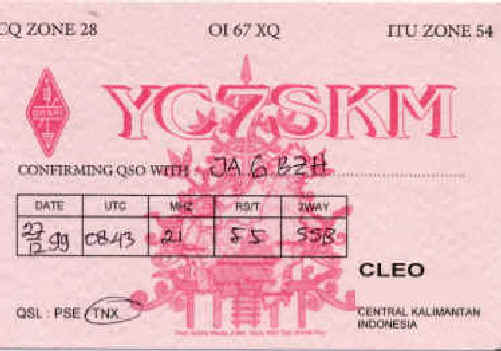 CQ ZONE 28 OI 67 XQ ITU ZONE 54
YC7SKM
CONFIRMING QSO WITH JA6BZH
DATE UTC MHZ RS/T 2WAY
27/12 99 0843 21 55 SSB
CLEO
QSL : PSE TNX
CENTRAL KALIMANTAN
INDONESIA